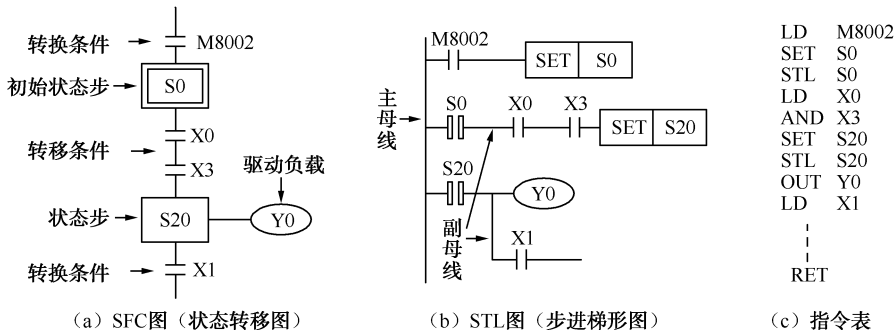 转换条件
M8002
初始状态步
S0
X0
转移条件
X3
驱动负载
状态步
S20
Y0
转换条件
X1
(a) SFC图(状态转移图)
M8002
SET S0
主母线
S0 X0 X3
SET S20
S20
Y0
副母线
X1
(b) STL图(步进梯形图)
LD M8002
SET S0
STL S0
LD X0
AND X3
SET S20
STL S20
OUT Y0
LD X1
RET
(c) 指令表